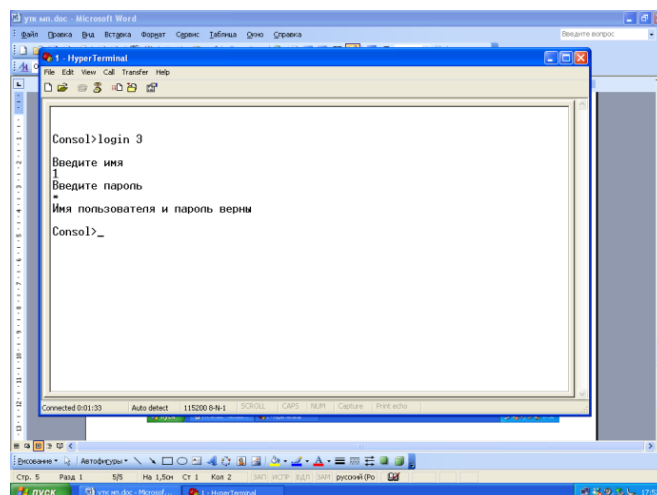 утк мп.doc - Microsoft Word
Файл Правка Вид Вставка Формат Сервис Таблица Окно Справка
Введите вопрос
1 - HyperTerminal
File Edit View Call Transfer Help
Consol>login 3
Введите имя
1
Введите пароль
*
Имя пользователя и пароль верны
Consol>_
Connected 0:01:33 Auto detect 115200 8-N-1 SCROLL CAPS NUM Capture Print echo
Рисование Автофигуры
Стр. 5 Разд 1 5/5 На 1,5см Ст 1 Кол 2 ЗАП ИСПР ВДЛ ЗАМ русский (Ро
пуск утк мп.doc - Microsof... 1 - HyperTerminal